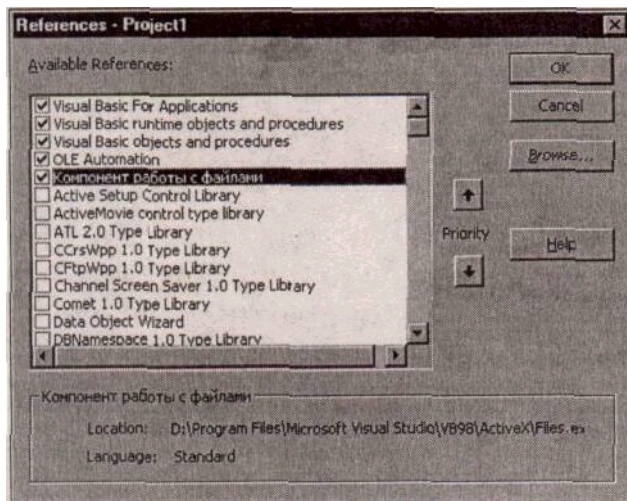 References - Project1
Available References:
Visual Basic For Applications
Visual Basic runtime objects and procedures
Visual Basic objects and procedures
OLE Automation
Компонент работы с файлами
Active Setup Control Library
ActiveMovie control type library
ATL 2.0 Type Library
CCrsWpp 1.0 Type Library
CFtpWpp 1.0 Type Library
Channel Screen Saver 1.0 Type Library
Comet 1.0 Type Library
Data Object Wizard
DBNamespace 1.0 Type Library
Priority
OK
Cancel
Browse...
Help
Компонент работы с файлами
Location: D:\Program Files\Microsoft Visual Studio\VB98\ActiveX\Files.ex
Language: Standard